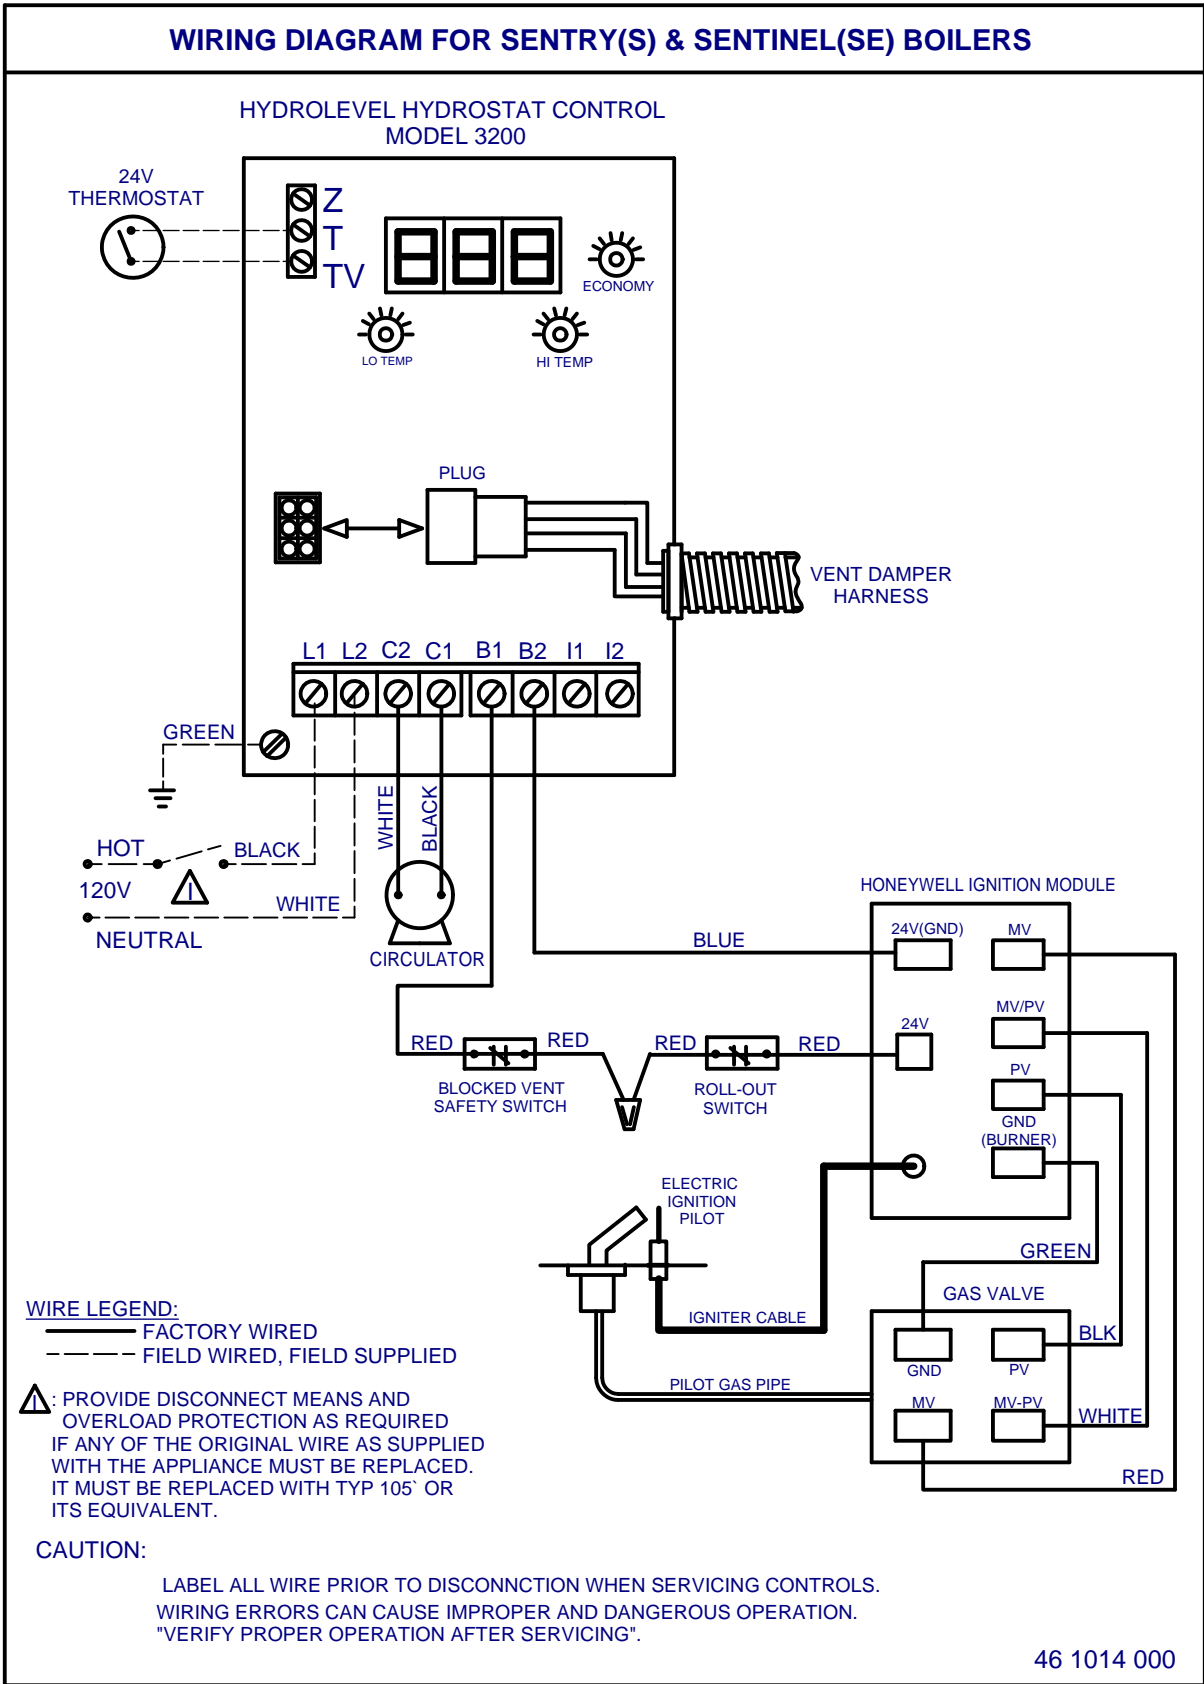 WIRING DIAGRAM FOR SENTRY(S) & SENTINEL(SE) BOILERS
HYDROLEVEL HYDROSTAT CONTROL
MODEL 3200
24V
THERMOSTAT
Z
T
TV
888
ECONOMY
LO TEMP
HI TEMP
PLUG
VENT DAMPER
HARNESS
L1 L2 C2 C1 B1 B2 I1 I2
GREEN
WHITE
BLACK
HOT
BLACK
120V
I
WHITE
NEUTRAL
CIRCULATOR
HONEYWELL IGNITION MODULE
24V(GND)
MV
BLUE
MV/PV
24V
RED
RED
RED
RED
BLOCKED VENT
SAFETY SWITCH
ROLL-OUT
SWITCH
PV
GND
(BURNER)
ELECTRIC
IGNITION
PILOT
GREEN
IGNITER CABLE
GAS VALVE
BLK
GND
PV
PILOT GAS PIPE
MV
MV-PV
WHITE
RED
WIRE LEGEND:
FACTORY WIRED
FIELD WIRED, FIELD SUPPLIED
I : PROVIDE DISCONNECT MEANS AND
OVERLOAD PROTECTION AS REQUIRED
IF ANY OF THE ORIGINAL WIRE AS SUPPLIED
WITH THE APPLIANCE MUST BE REPLACED.
IT MUST BE REPLACED WITH TYP 105` OR
ITS EQUIVALENT.
CAUTION:
LABEL ALL WIRE PRIOR TO DISCONNCTION WHEN SERVICING CONTROLS.
WIRING ERRORS CAN CAUSE IMPROPER AND DANGEROUS OPERATION.
"VERIFY PROPER OPERATION AFTER SERVICING".
46 1014 000